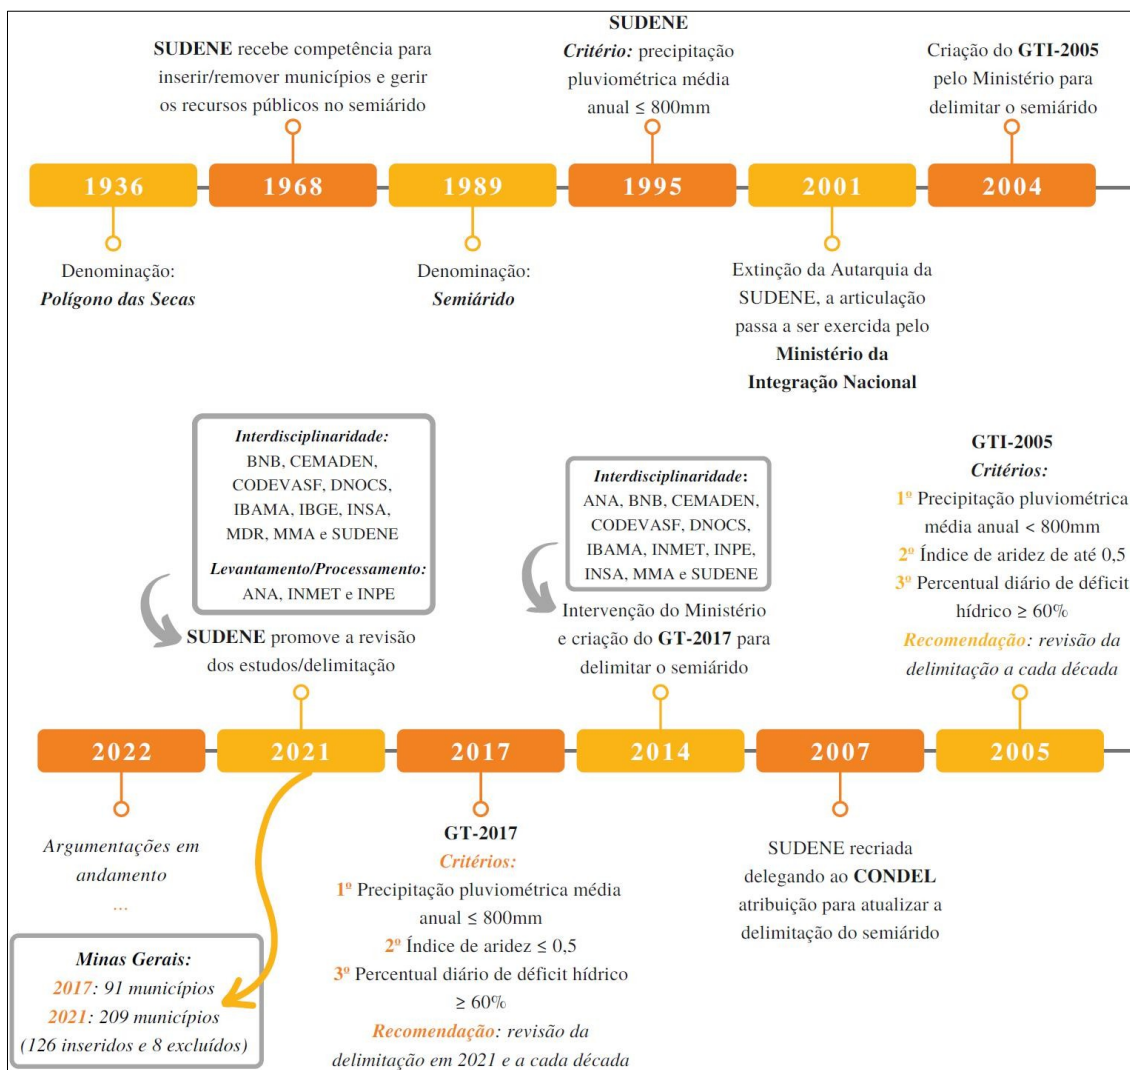 SUDENE recebe competência para
inserir/remover municípios e gerir
os recursos públicos no semiárido
SUDENE
Critério: precipitação
pluviométrica média
anual ≤ 800mm
Criação do GTI-2005
pelo Ministério para
delimitar o semiárido
1936
1968
1989
1995
2001
2004
Denominação:
Polígono das Secas
Denominação:
Semiárido
Extinção da Autarquia da
SUDENE, a articulação
passa a ser exercida pelo
Ministério da
Integração Nacional
Interdisciplinaridade:
BNB, CEMADEN,
CODEVASF, DNOCS,
IBAMA, IBGE, INSA,
MDR, MMA e SUDENE
Levantamento/Processamento:
ANA, INMET e INPE
SUDENE promove a revisão
dos estudos/delimitação
Interdisciplinaridade:
ANA, BNB, CEMADEN,
CODEVASF, DNOCS,
IBAMA, INMET, INPE,
INSA, MMA e SUDENE
Intervenção do Ministério
e criação do GT-2017 para
delimitar o semiárido
GTI-2005
Critérios:
1º Precipitação pluviométrica
média anual < 800mm
2º Índice de aridez de até 0,5
3º Percentual diário de déficit
hídrico ≥ 60%
Recomendação: revisão da
delimitação a cada década
2022
2021
2017
2014
2007
2005
Argumentações em
andamento
...
Minas Gerais:
2017: 91 municípios
2021: 209 municípios
(126 inseridos e 8 excluídos)
GT-2017
Critérios:
1º Precipitação pluviométrica média
anual ≤ 800mm
2º Índice de aridez ≤ 0,5
3º Percentual diário de déficit hídrico
≥ 60%
Recomendação: revisão da
delimitação em 2021 e a cada década
SUDENE recriada
delegando ao CONDEL
atribuição para atualizar a
delimitação do semiárido